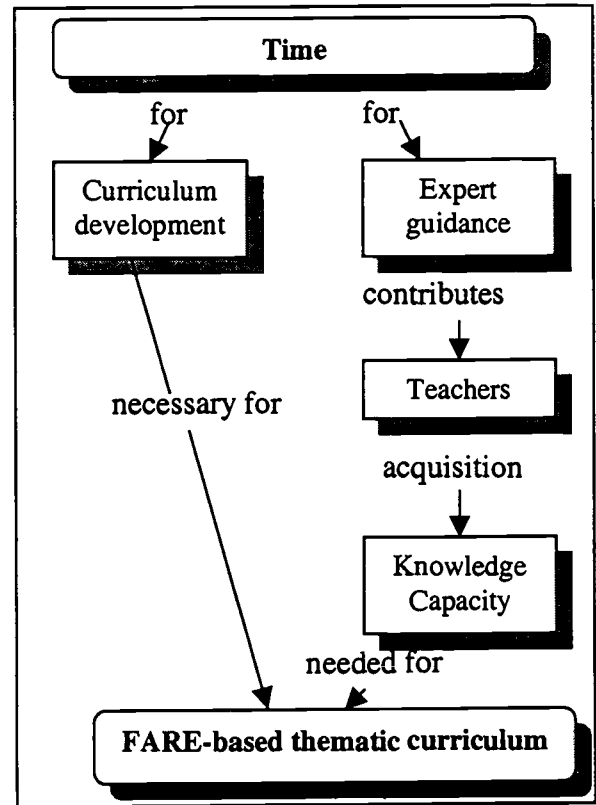 Time
for
for
Curriculum
development
Expert
guidance
contributes
Teachers
necessary for
acquisition
Knowledge
Capacity
needed for
FARE-based thematic curriculum